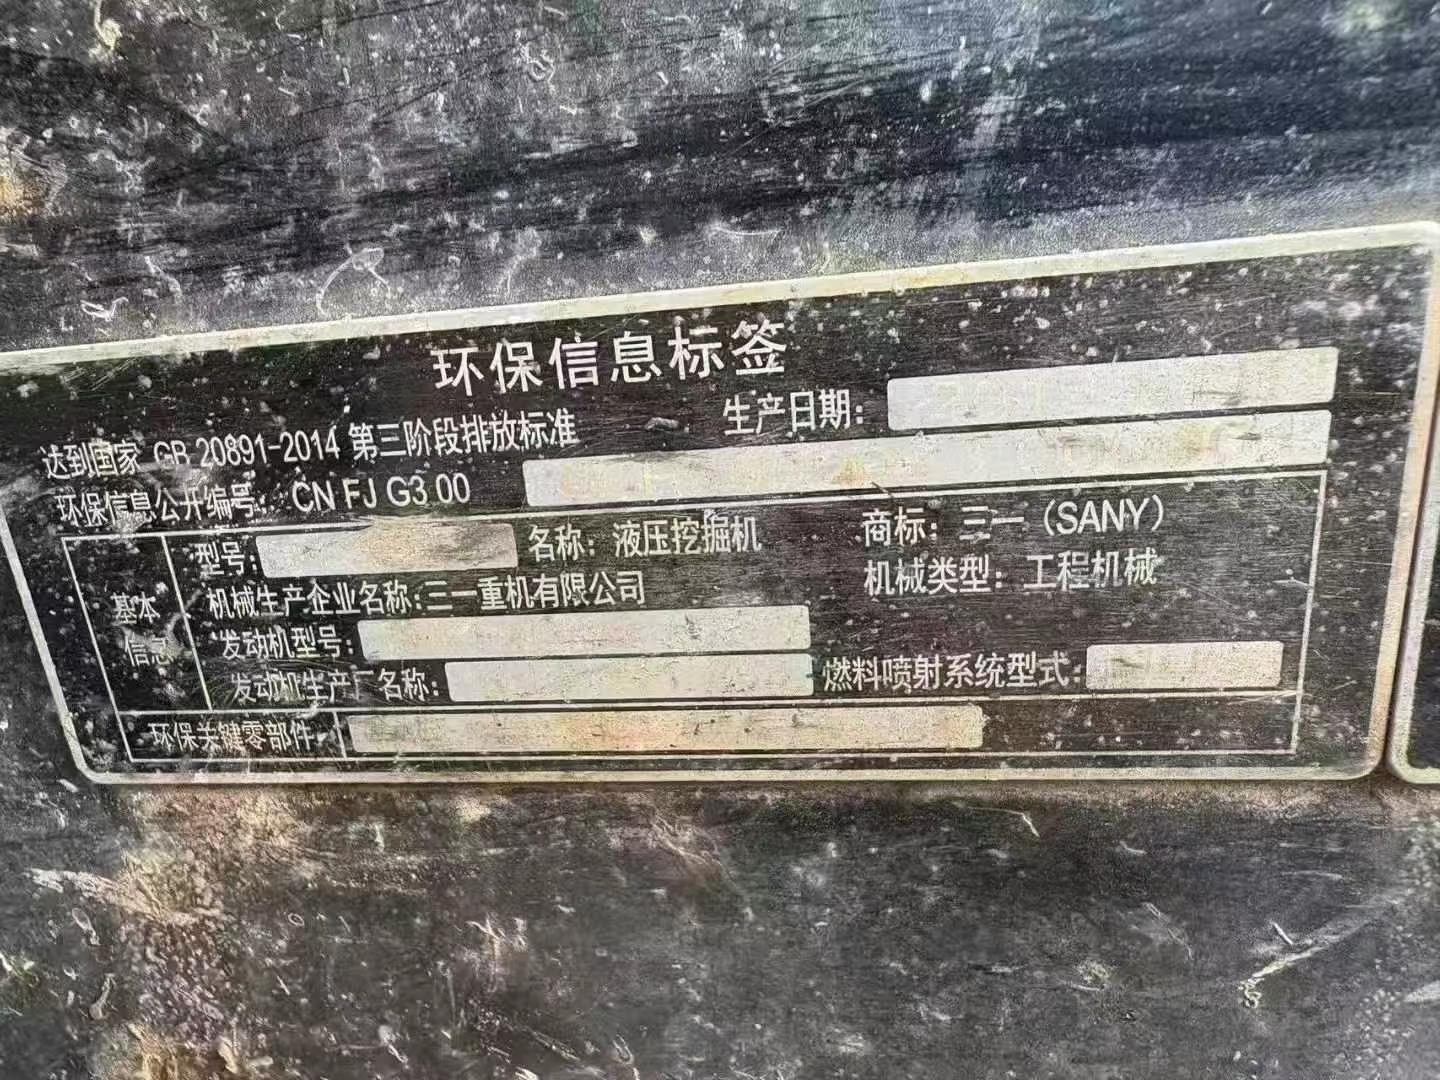 环保信息标签
生产日期:
达到国家 GB 20891-2014 第三阶段排放标准
环保信息公开编号: CN FJ G3 00
基本信息
型号:
名称: 液压挖掘机
商标: 三一 (SANY)
机械生产企业名称: 三一重机有限公司
机械类型: 工程机械
发动机型号:
发动机生产厂名称:
燃料喷射系统型式:
环保关键零部件